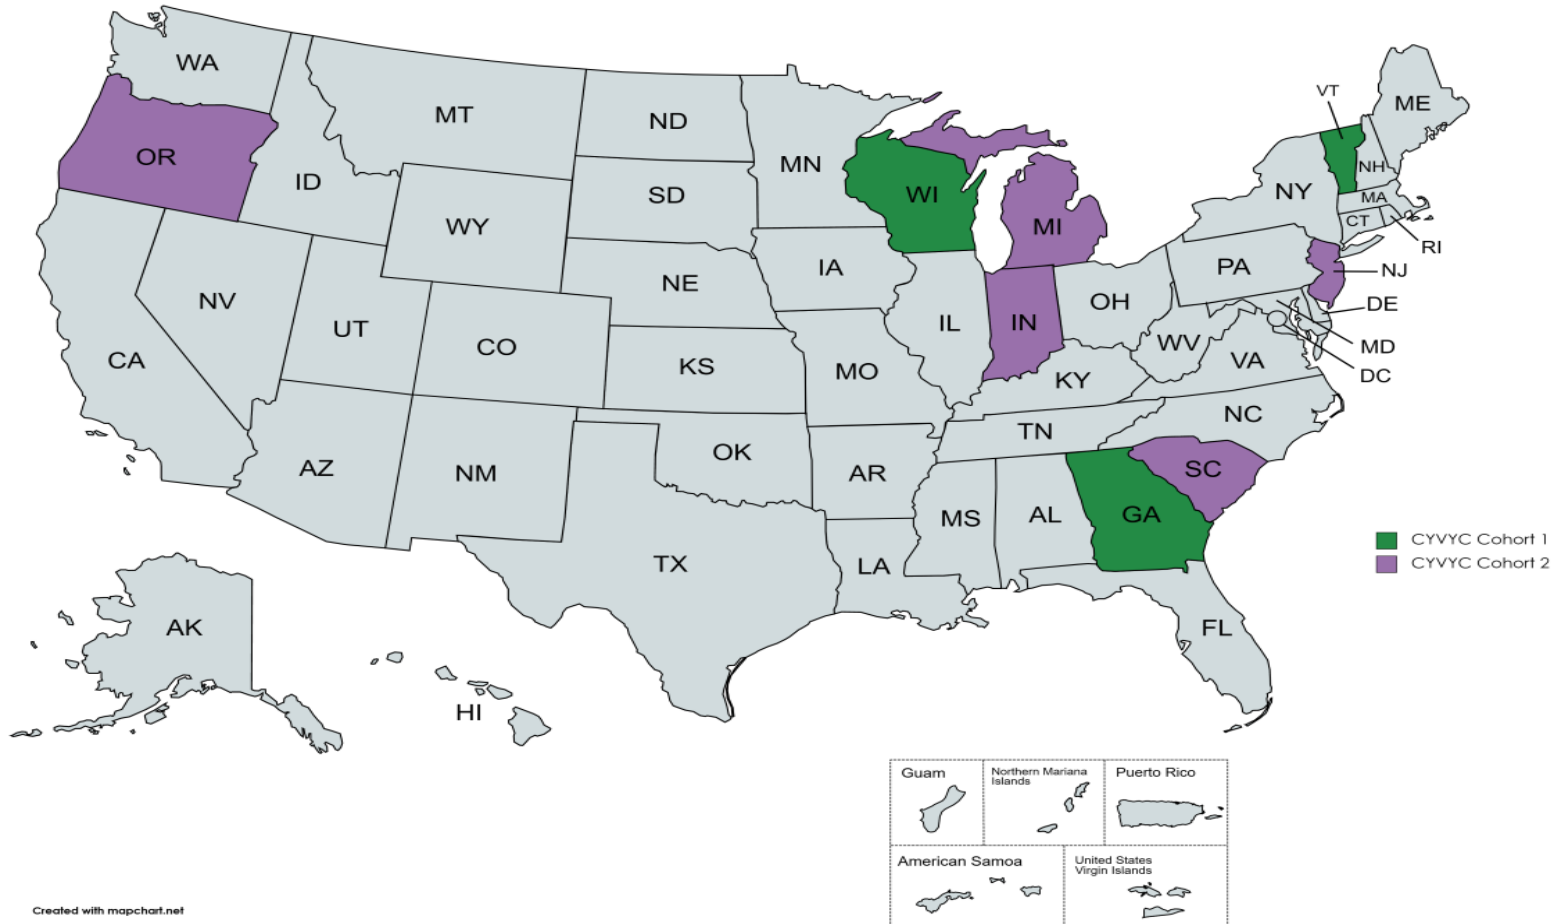 WA
OR
ID
MT
ND
MN
SD
WY
NE
IA
WI
MI
NV
UT
CO
CA
KS
MO
IL
IN
OH
PA
NY
VT
NH
ME
MA
CT
RI
NJ
DE
MD
DC
WV
VA
KY
NC
TN
SC
AZ
NM
OK
AR
MS
AL
GA
TX
LA
FL
AK
HI
CYVYC Cohort 1
CYVYC Cohort 2
Guam
Northern Mariana
Islands
Puerto Rico
American Samoa
United States
Virgin Islands
Created with mapchart.net